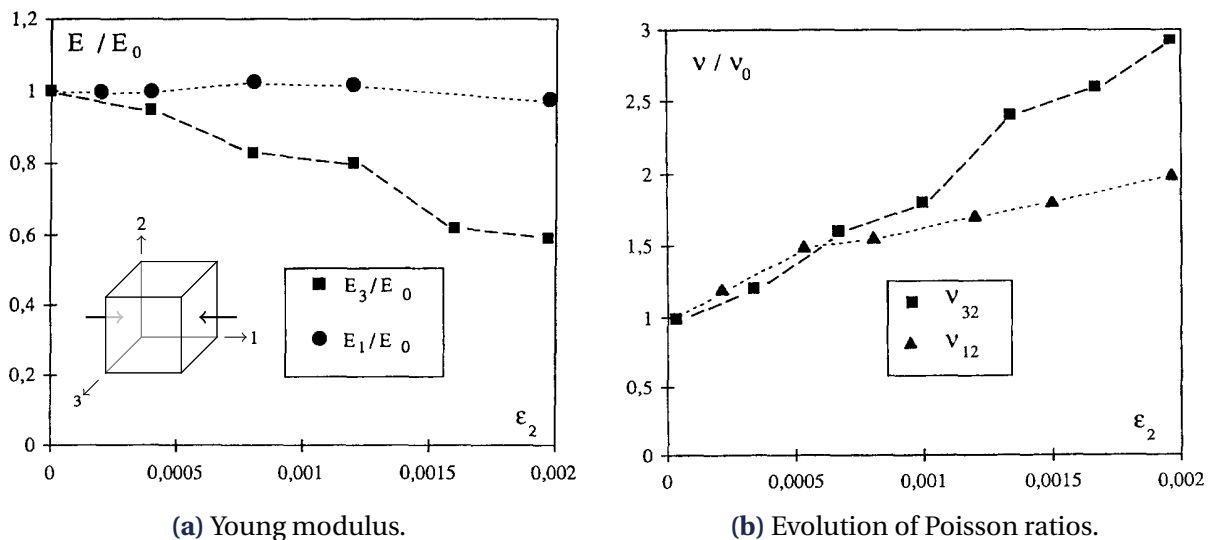 1,2
E / E0
1
0,8
0,6
0,4
0,2
0
2
1
3
E3/E0
E1/E0
ε2
0 0,0005 0,001 0,0015 0,002
(a) Young modulus.
3
ν / ν0
2,5
2
1,5
1
0,5
0
ν32
ν12
ε2
0 0,0005 0,001 0,0015 0,002
(b) Evolution of Poisson ratios.